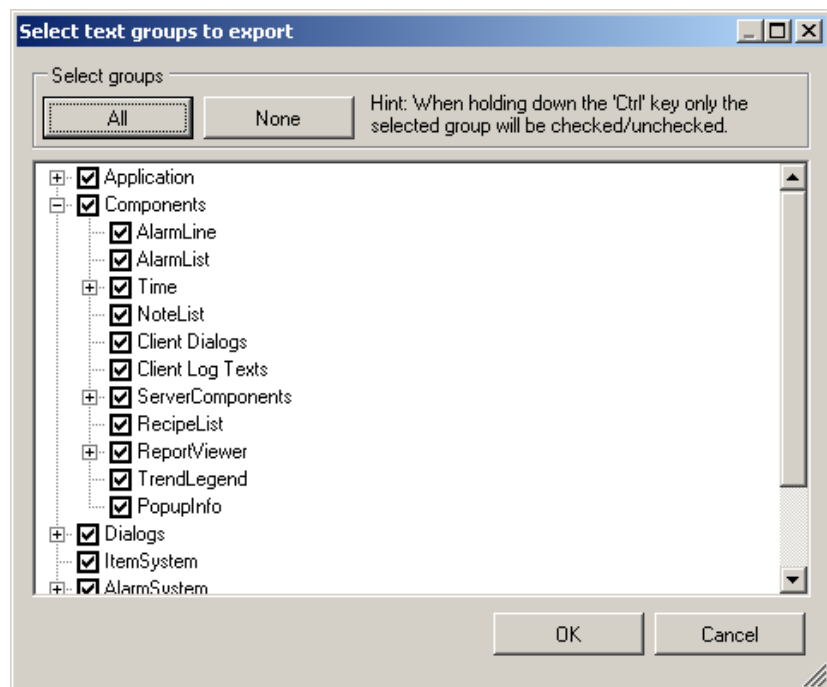 Select text groups to export
Select groups
All
None
Hint: When holding down the 'Ctrl' key only the
selected group will be checked/unchecked.
Application
Components
AlarmLine
AlarmList
Time
NoteList
Client Dialogs
Client Log Texts
ServerComponents
RecipeList
ReportViewer
TrendLegend
PopupInfo
Dialogs
ItemSystem
AlarmSystem
OK
Cancel